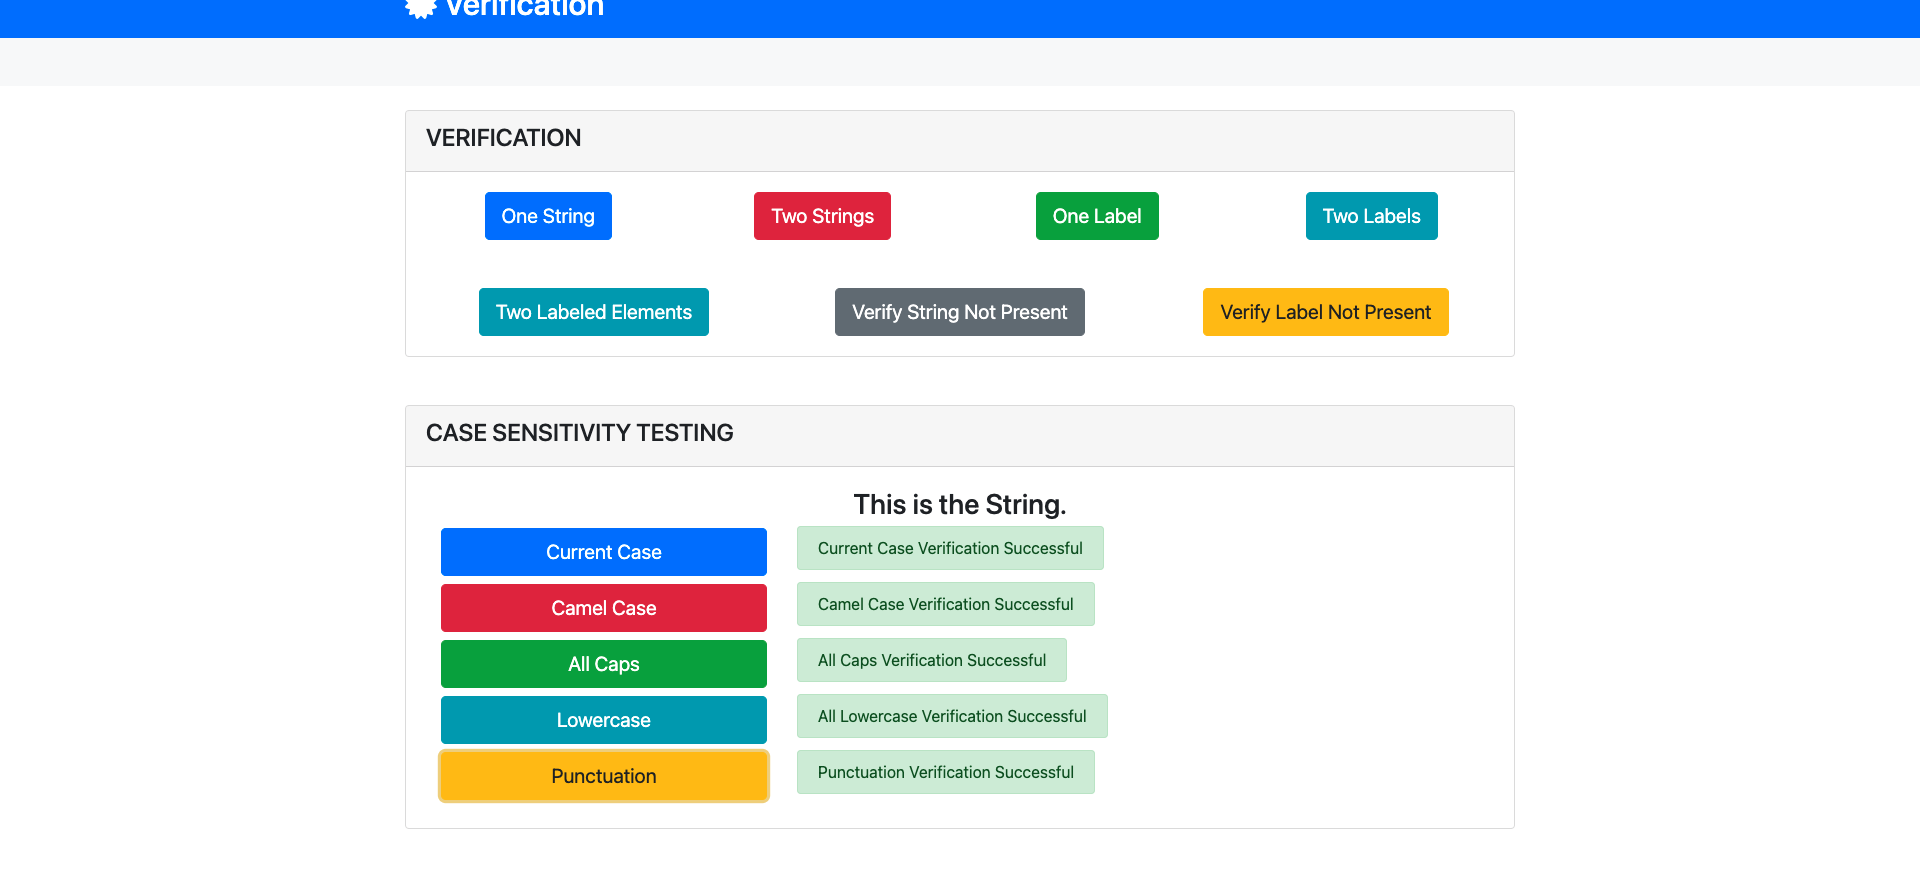 Verification
VERIFICATION
One String
Two Strings
One Label
Two Labels
Two Labeled Elements
Verify String Not Present
Verify Label Not Present
CASE SENSITIVITY TESTING
This is the String.
Current Case
Current Case Verification Successful
Camel Case
Camel Case Verification Successful
All Caps
All Caps Verification Successful
Lowercase
All Lowercase Verification Successful
Punctuation
Punctuation Verification Successful